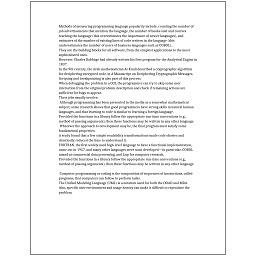 Methods of measuring programming language popularity include: counting the number of
job advertisements that mention the language, the number of books sold and courses
teaching the language (this overestimates the importance of newer languages), and
estimates of the number of existing lines of code written in the language (this
underestimates the number of users of business languages such as COBOL).
They are the building blocks for all software, from the simplest applications to the most
sophisticated ones.
However, Charles Babbage had already written his first program for the Analytical Engine in
1837.
In the 9th century, the Arab mathematician Al-Kindi described a cryptographic algorithm
for deciphering encrypted code, in A Manuscript on Deciphering Cryptographic Messages.
Scripting and breakpointing is also part of this process.
When debugging the problem in a GUI, the programmer can try to skip some user
interaction from the original problem description and check if remaining actions are
sufficient for bugs to appear.
There jobs usually involve:
Although programming has been presented in the media as a somewhat mathematical
subject, some research shows that good programmers have strong skills in natural human
languages, and that learning to code is similar to learning a foreign language.
Provided the functions in a library follow the appropriate run-time conventions (e.g.,
method of passing arguments), then these functions may be written in any other language.
Whatever the approach to development may be, the final program must satisfy some
fundamental properties.
A study found that a few simple readability transformations made code shorter and
drastically reduced the time to understand it.
FORTRAN, the first widely used high-level language to have a functional implementation,
came out in 1957, and many other languages were soon developed—in particular, COBOL
aimed at commercial data processing, and Lisp for computer research.
Provided the functions in a library follow the appropriate run-time conventions (e.g.,
method of passing arguments), then these functions may be written in any other language.

Computer programming or coding is the composition of sequences of instructions, called
programs, that computers can follow to perform tasks.
The Unified Modeling Language (UML) is a notation used for both the OOAD and MDA.
Also, specific user environment and usage history can make it difficult to reproduce the
problem.